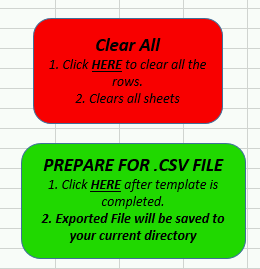 Clear All
1. Click HERE to clear all the
rows.
2. Clears all sheets
PREPARE FOR .CSV FILE
1. Click HERE after template is
completed.
2. Exported File will be saved to
your current directory